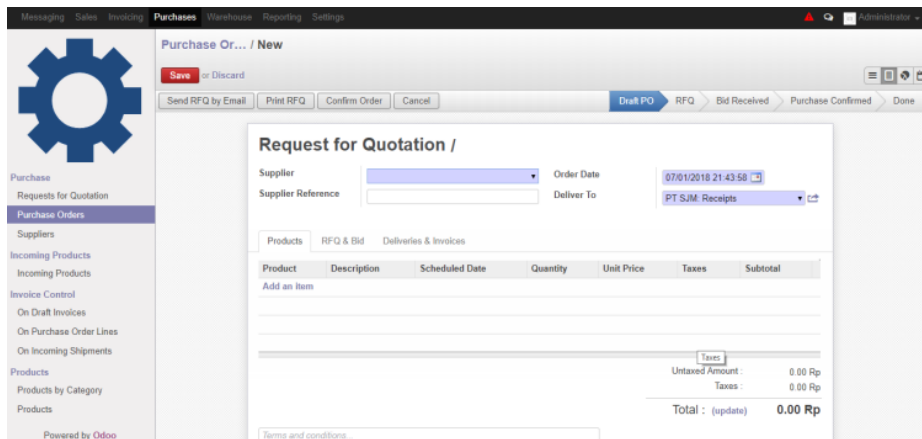 Messaging Sales Invoicing Purchases Warehouse Reporting Settings Administrator
Purchase Or... / New
Save or Discard
Send RFQ by Email Print RFQ Confirm Order Cancel Draft PO RFQ Bid Received Purchase Confirmed Done
Request for Quotation /
Supplier Order Date 07/01/2018 21:43:58
Supplier Reference Deliver To PT SJM: Receipts
Products RFQ & Bid Deliveries & Invoices
Product Description Scheduled Date Quantity Unit Price Taxes Subtotal
Add an item
Taxes
Untaxed Amount : 0.00 Rp
Taxes : 0.00 Rp
Total : (update) 0.00 Rp
Terms and conditions...
Purchase
Requests for Quotation
Purchase Orders
Suppliers
Incoming Products
Incoming Products
Invoice Control
On Draft Invoices
On Purchase Order Lines
On Incoming Shipments
Products
Products by Category
Products
Powered by Odoo